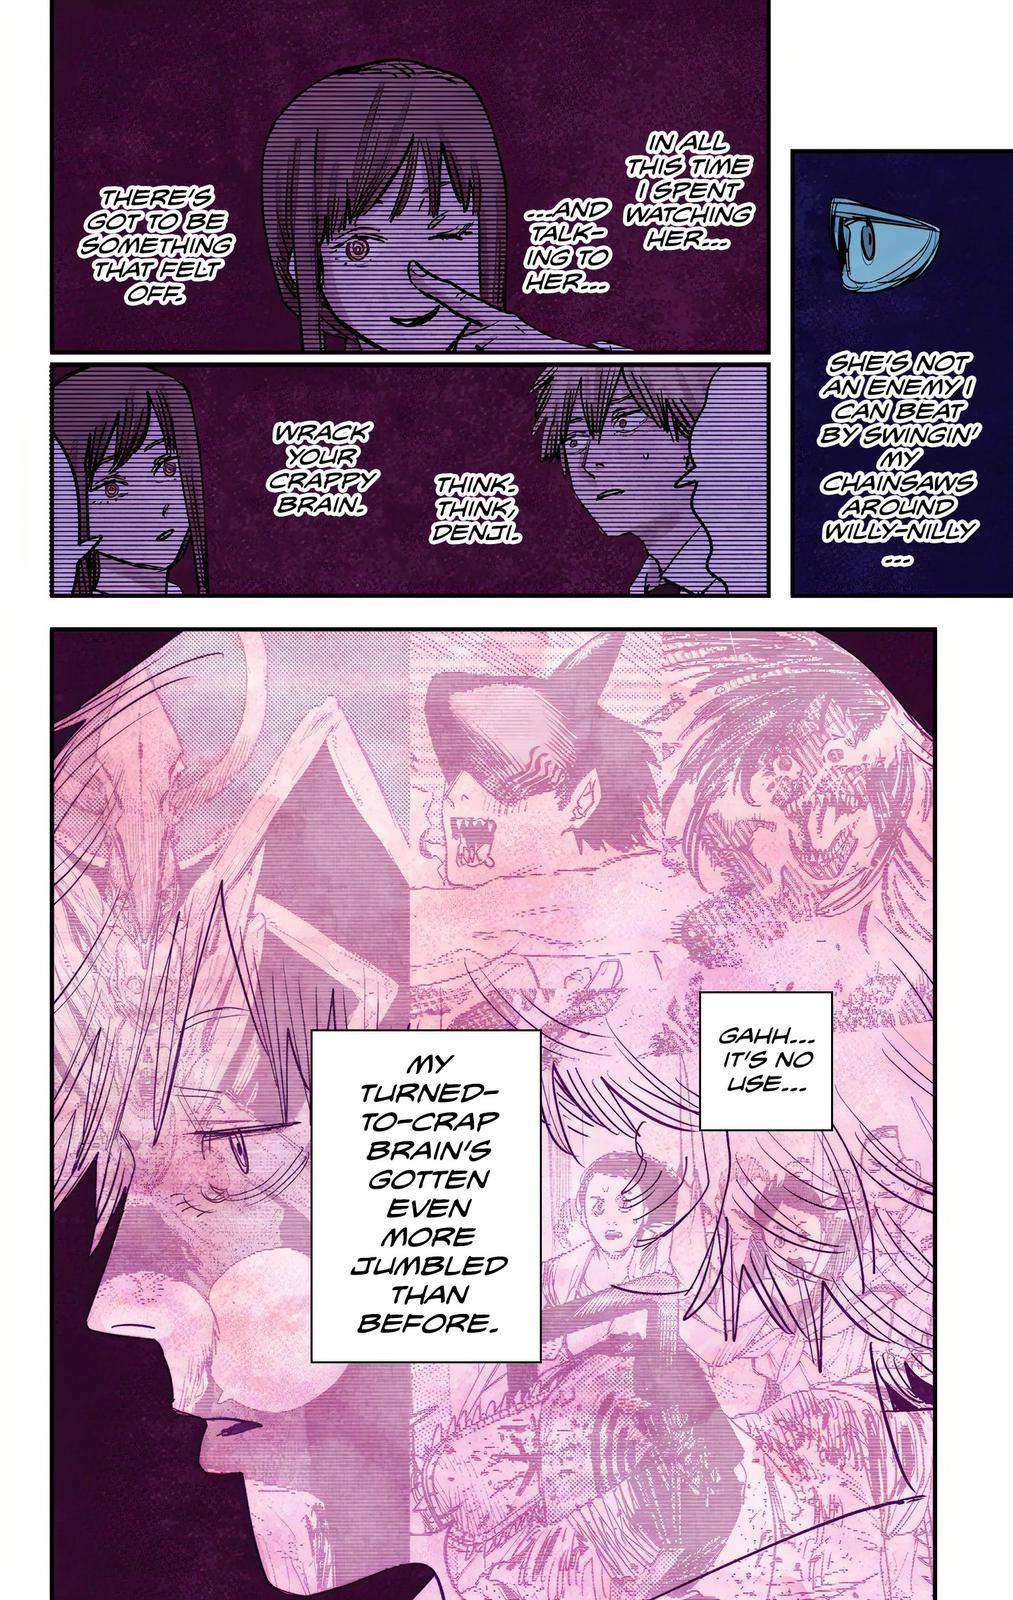 SHE'S NOT
AN ENEMY I
CAN BEAT
BY SWINGIN'
MY
CHAINSAWS
AROUND
WILLY-NILLY
...
IN ALL
THIS TIME
I SPENT
WATCHING
HER...
...AND
TALK-
ING TO
HER...
THERE'S
GOT TO BE
SOMETHING
THAT FELT
OFF.
THINK.
THINK,
DENJI.
WRACK
YOUR
CRAPPY
BRAIN.
GAHH...
IT'S NO
USE...
MY
TURNED-
TO-CRAP
BRAIN'S
GOTTEN
EVEN
MORE
JUMBLED
THAN
BEFORE.